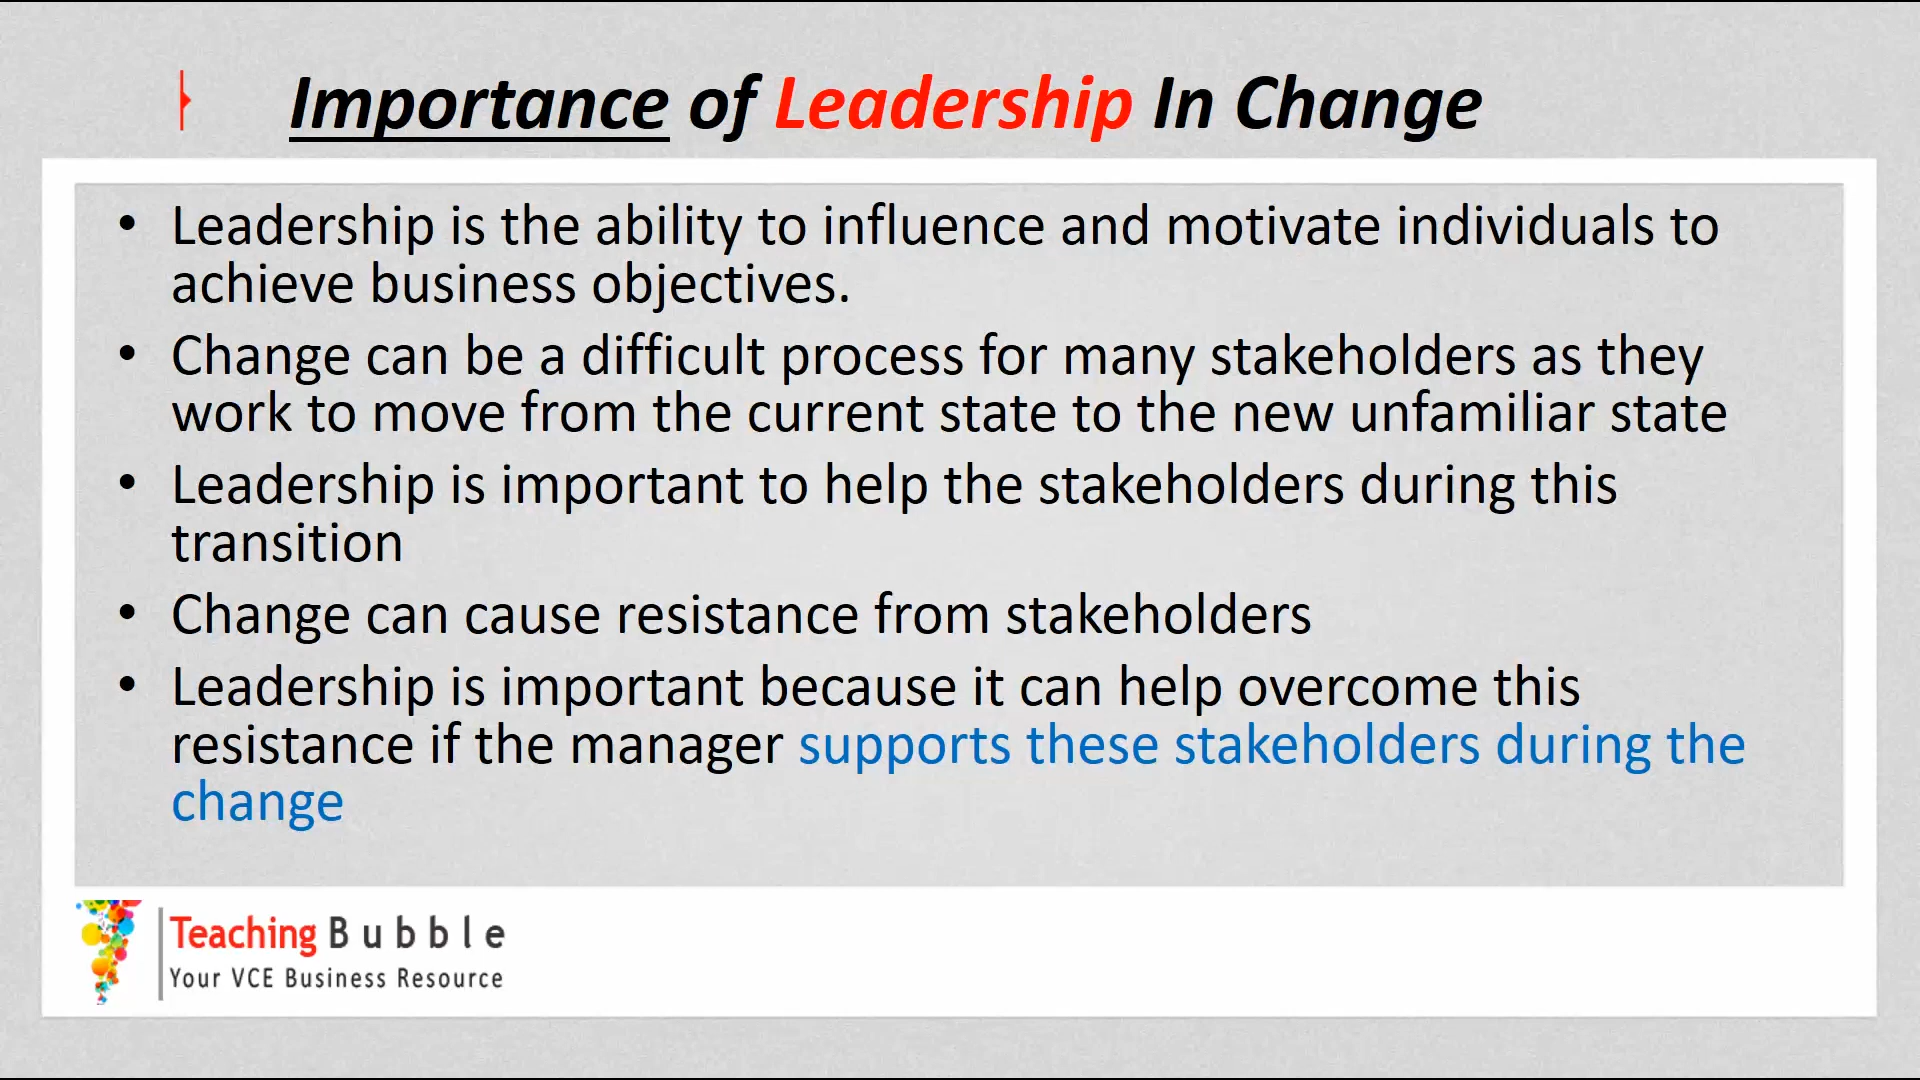 Importance of Leadership In Change
• Leadership is the ability to influence and motivate individuals to
achieve business objectives.
• Change can be a difficult process for many stakeholders as they
work to move from the current state to the new unfamiliar state
• Leadership is important to help the stakeholders during this
transition
• Change can cause resistance from stakeholders
• Leadership is important because it can help overcome this
resistance if the manager supports these stakeholders during the
change
Teaching Bubble
Your VCE Business Resource